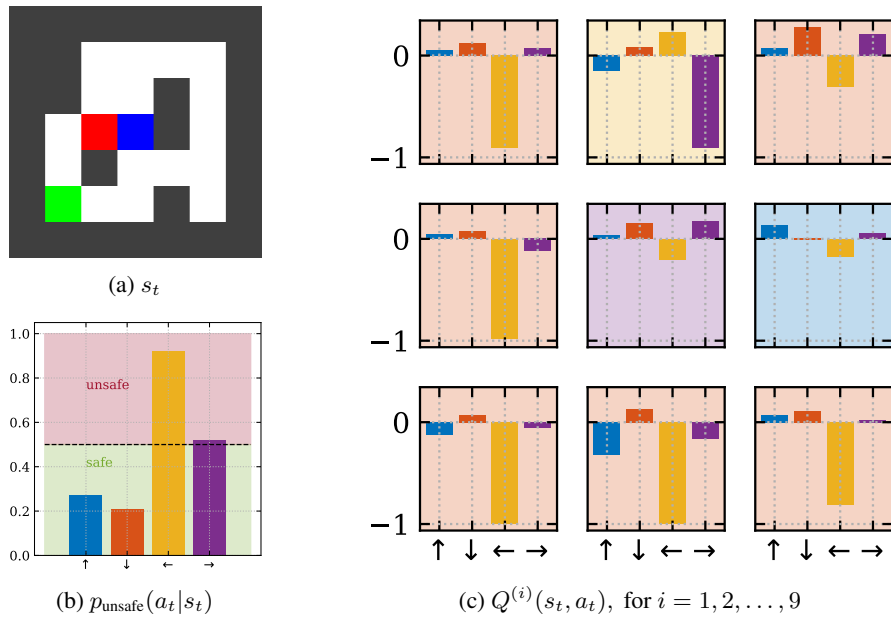 0
−1
0
−1
0
−1
↑ ↓ ← → ↑ ↓ ← → ↑ ↓ ← →
(a) s_t
1.0
0.8
0.6
0.4
0.2
0.0
unsafe
safe
↑ ↓ ← →
(b) p_unsafe(a_t|s_t)
(c) Q^(i)(s_t, a_t), for i = 1, 2, . . . , 9